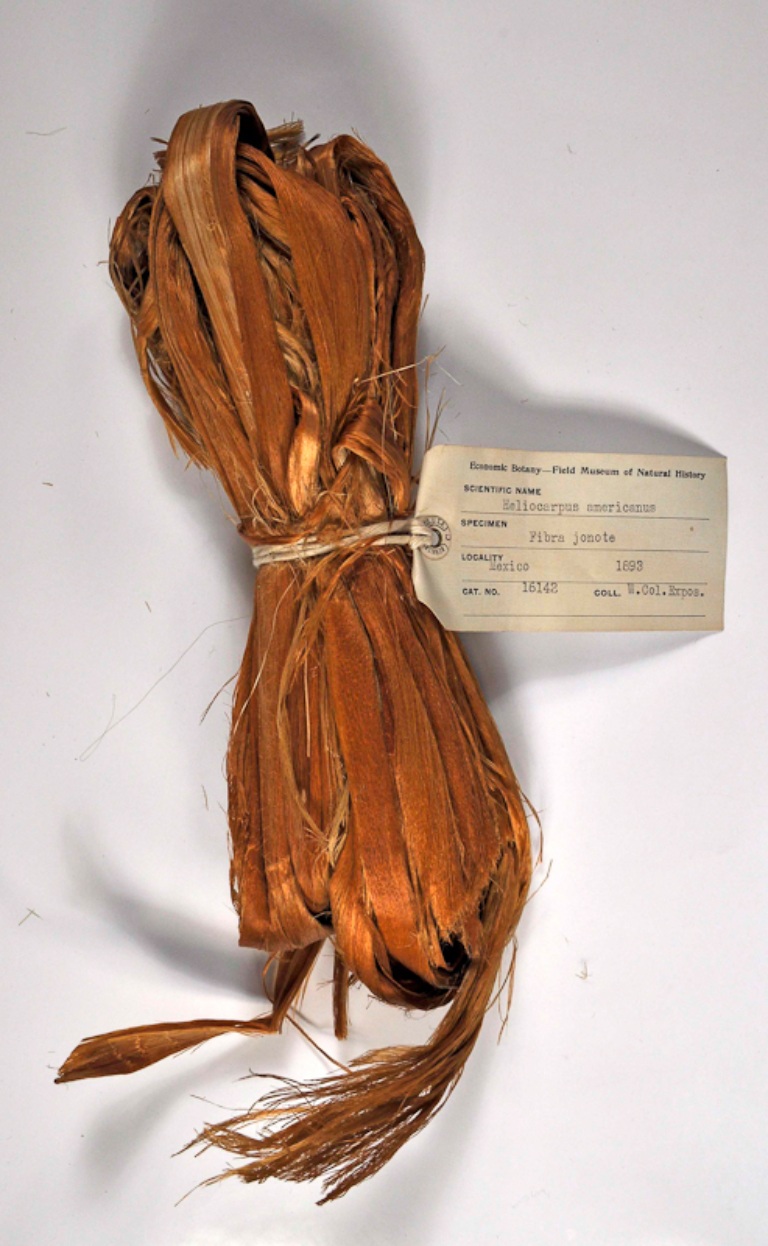 Economic Botany—Field Museum of Natural History
SCIENTIFIC NAME
Heliocarpus americanus
SPECIMEN Fibra jonote
LOCALITY Mexico 1893
CAT. NO. 16142 COLL. W.Col.Expos.